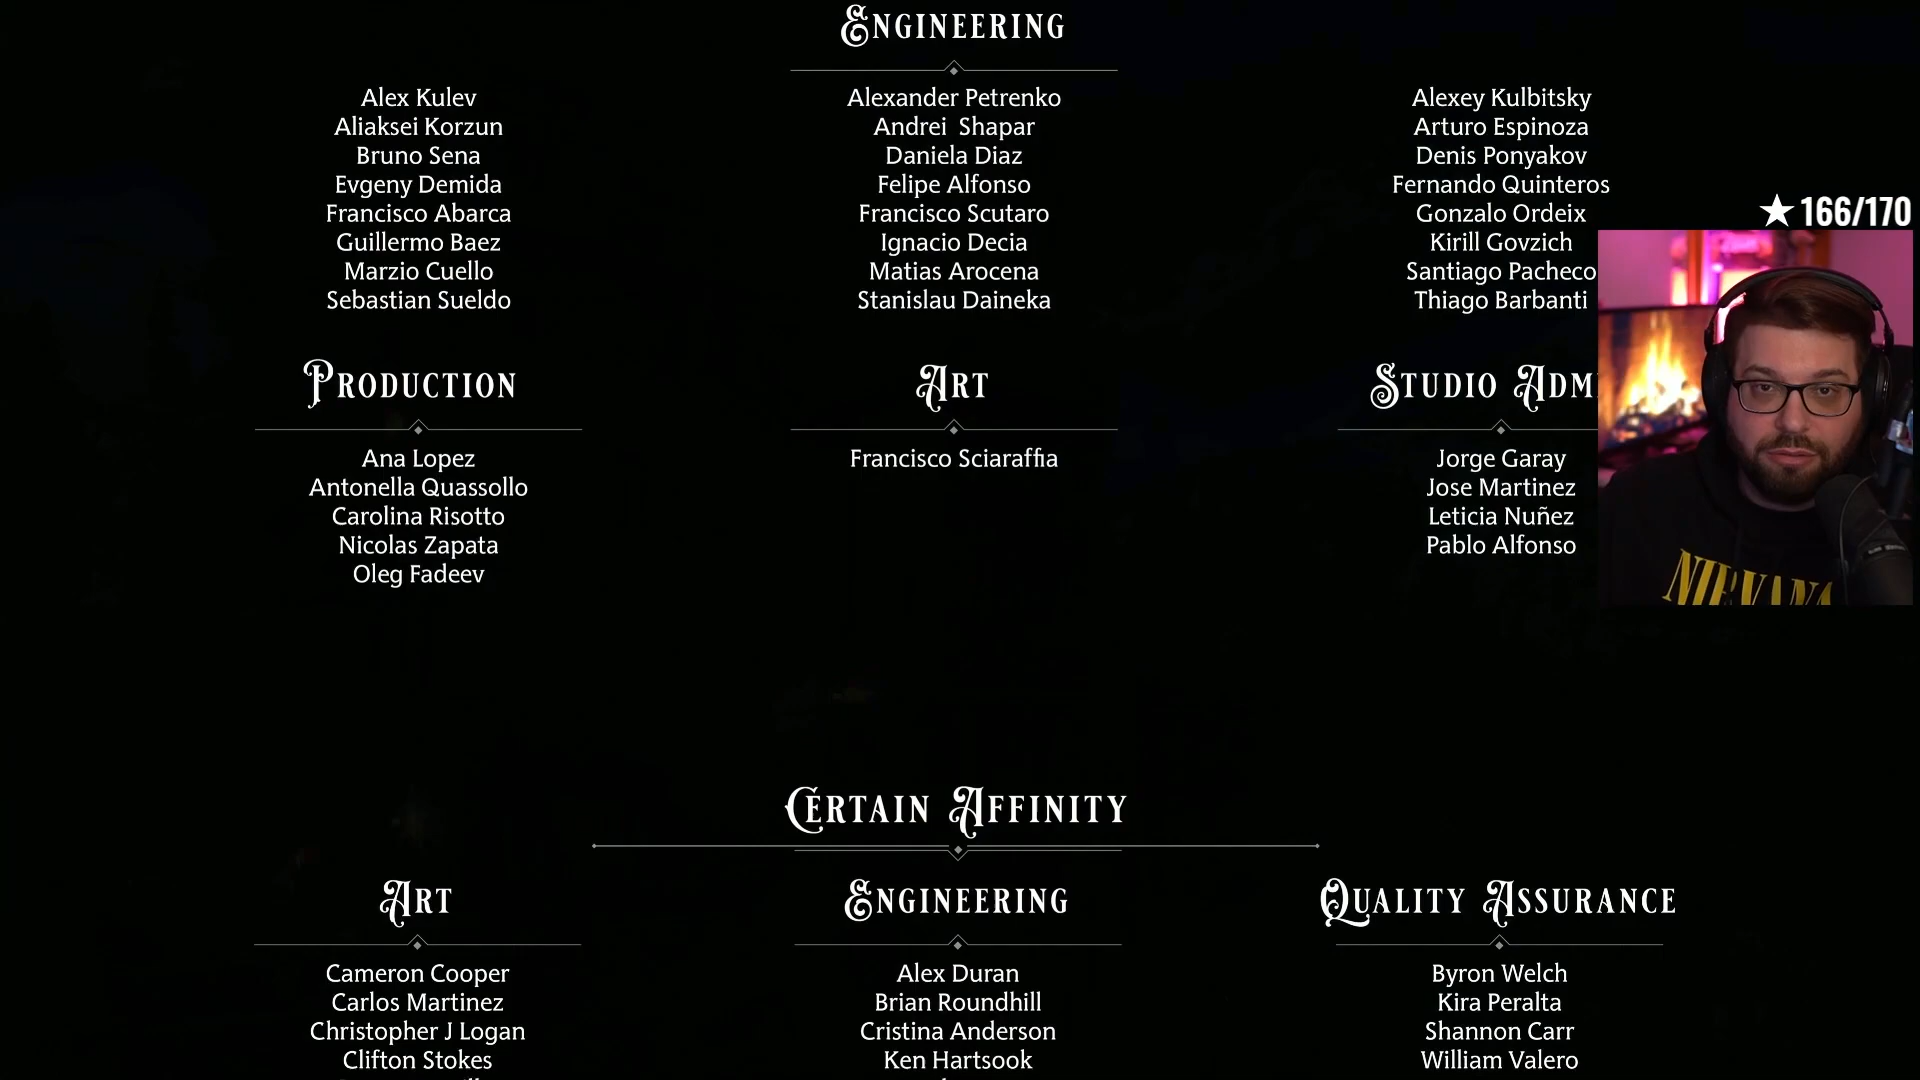 Engineering
Alex Kulev
Aliaksei Korzun
Bruno Sena
Evgeny Demida
Francisco Abarca
Guillermo Baez
Marzio Cuello
Sebastian Sueldo
Alexander Petrenko
Andrei Shapar
Daniela Diaz
Felipe Alfonso
Francisco Scutaro
Ignacio Decia
Matias Arocena
Stanislau Daineka
Alexey Kulbitsky
Arturo Espinoza
Denis Ponyakov
Fernando Quinteros
Gonzalo Ordeix
Kirill Govzich
Santiago Pacheco
Thiago Barbanti
★ 166/170
Production
Ana Lopez
Antonella Quassollo
Carolina Risotto
Nicolas Zapata
Oleg Fadeev
Art
Francisco Sciaraffia
Studio Adm
Jorge Garay
Jose Martinez
Leticia Nuñez
Pablo Alfonso
NIRVANA
Certain Affinity
Art
Cameron Cooper
Carlos Martinez
Christopher J Logan
Clifton Stokes
Engineering
Alex Duran
Brian Roundhill
Cristina Anderson
Ken Hartsook
Quality Assurance
Byron Welch
Kira Peralta
Shannon Carr
William Valero